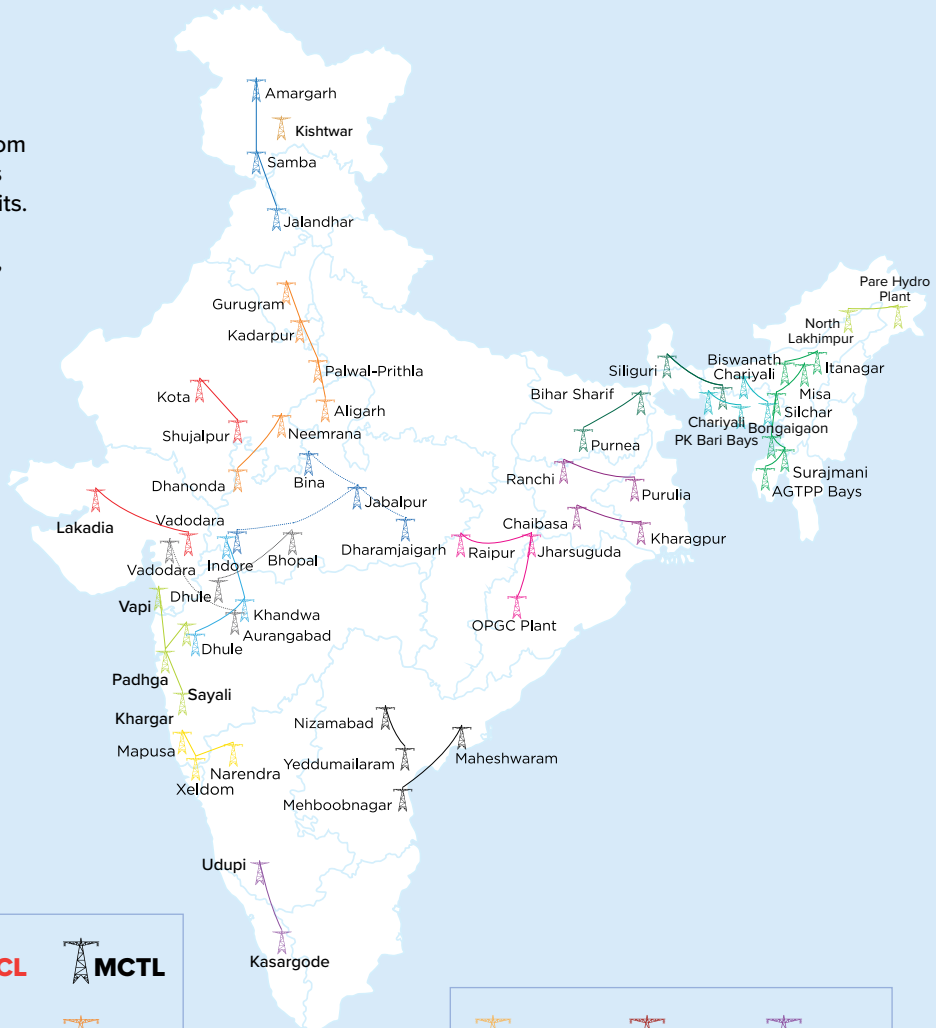 Amargarh
Kishtwar
Samba
its.
Jalandhar
Pare Hydro
Plant
Gurugram
North
Lakhimpur
Kadarpur
Biswanath
Chariyali
Siliguri
Palwal-Prithla
Itanagar
Kota
Bihar Sharif
Misa
Aligarh
Silchar
Chariyali
Bongaigaon
Shujalpur
Neemrana
Purnea
PK Bari Bays
Surajmani
Dhanonda
Bina
Ranchi
AGTPP Bays
Purulia
Jabalpur
Lakadia
Vadodara
Chaibasa
Kharagpur
Dharamjaigarh
Raipur
Jharsuguda
Vadodara
Indore
Bhopal
Vapi
Dhule
Khandwa
OPGC Plant
Aurangabad
Dhule
Padhga
Sayali
Khargar
Nizamabad
Mapusa
Narendra
Yeddumailaram
Maheshwaram
Xeldom
Mehboobnagar
Udupi
Kasargode
CL
MCTL